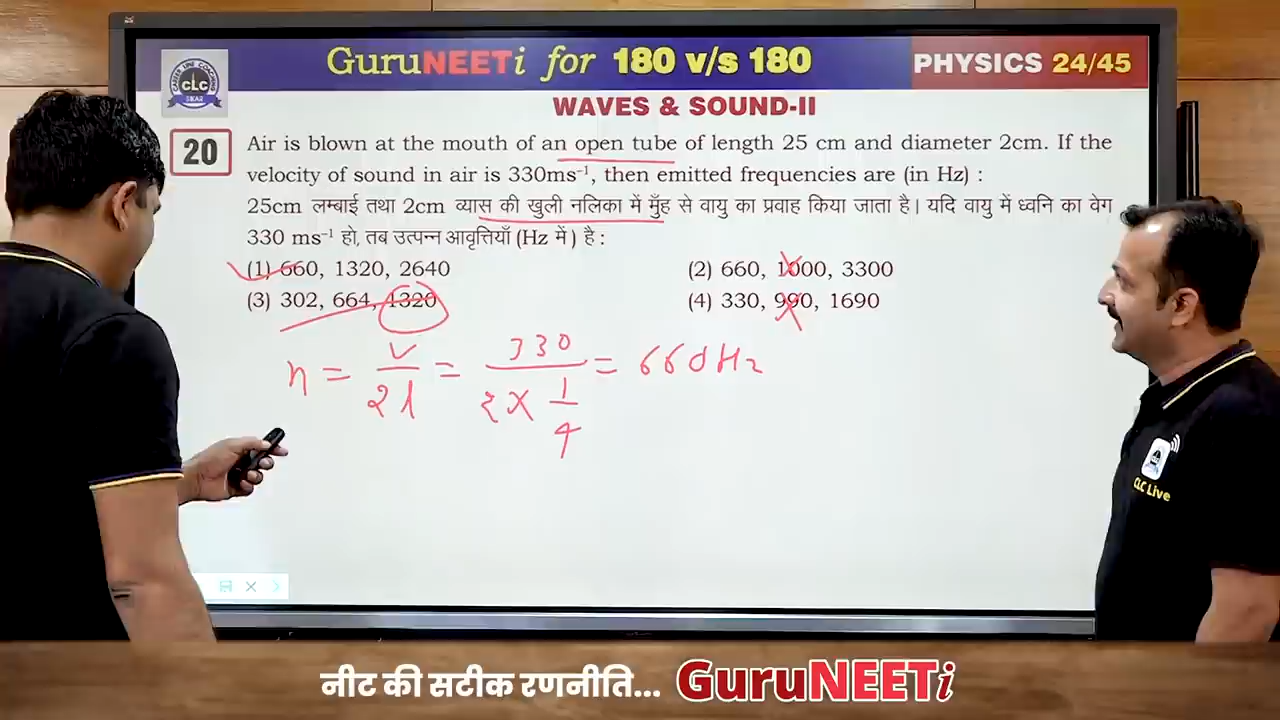 GuruNEETi for 180 v/s 180
PHYSICS 24/45
CLC
WAVES & SOUND-II
20
Air is blown at the mouth of an open tube of length 25 cm and diameter 2cm. If the
velocity of sound in air is 330ms⁻¹, then emitted frequencies are (in Hz) :
25cm लम्बाई तथा 2cm व्यास की खुली नलिका में मुँह से वायु का प्रवाह किया जाता है। यदि वायु में ध्वनि का वेग
330 ms⁻¹ हो, तब उत्पन्न आवृत्तियाँ (Hz में ) है :
(1) 660, 1320, 2640
(2) 660, 1000, 3300
(3) 302, 664, 1320
(4) 330, 990, 1690
n = v/2l = 330/2 × 1/4 = 660Hz
CLC Live
नीट की सटीक रणनीति... GuruNEETi